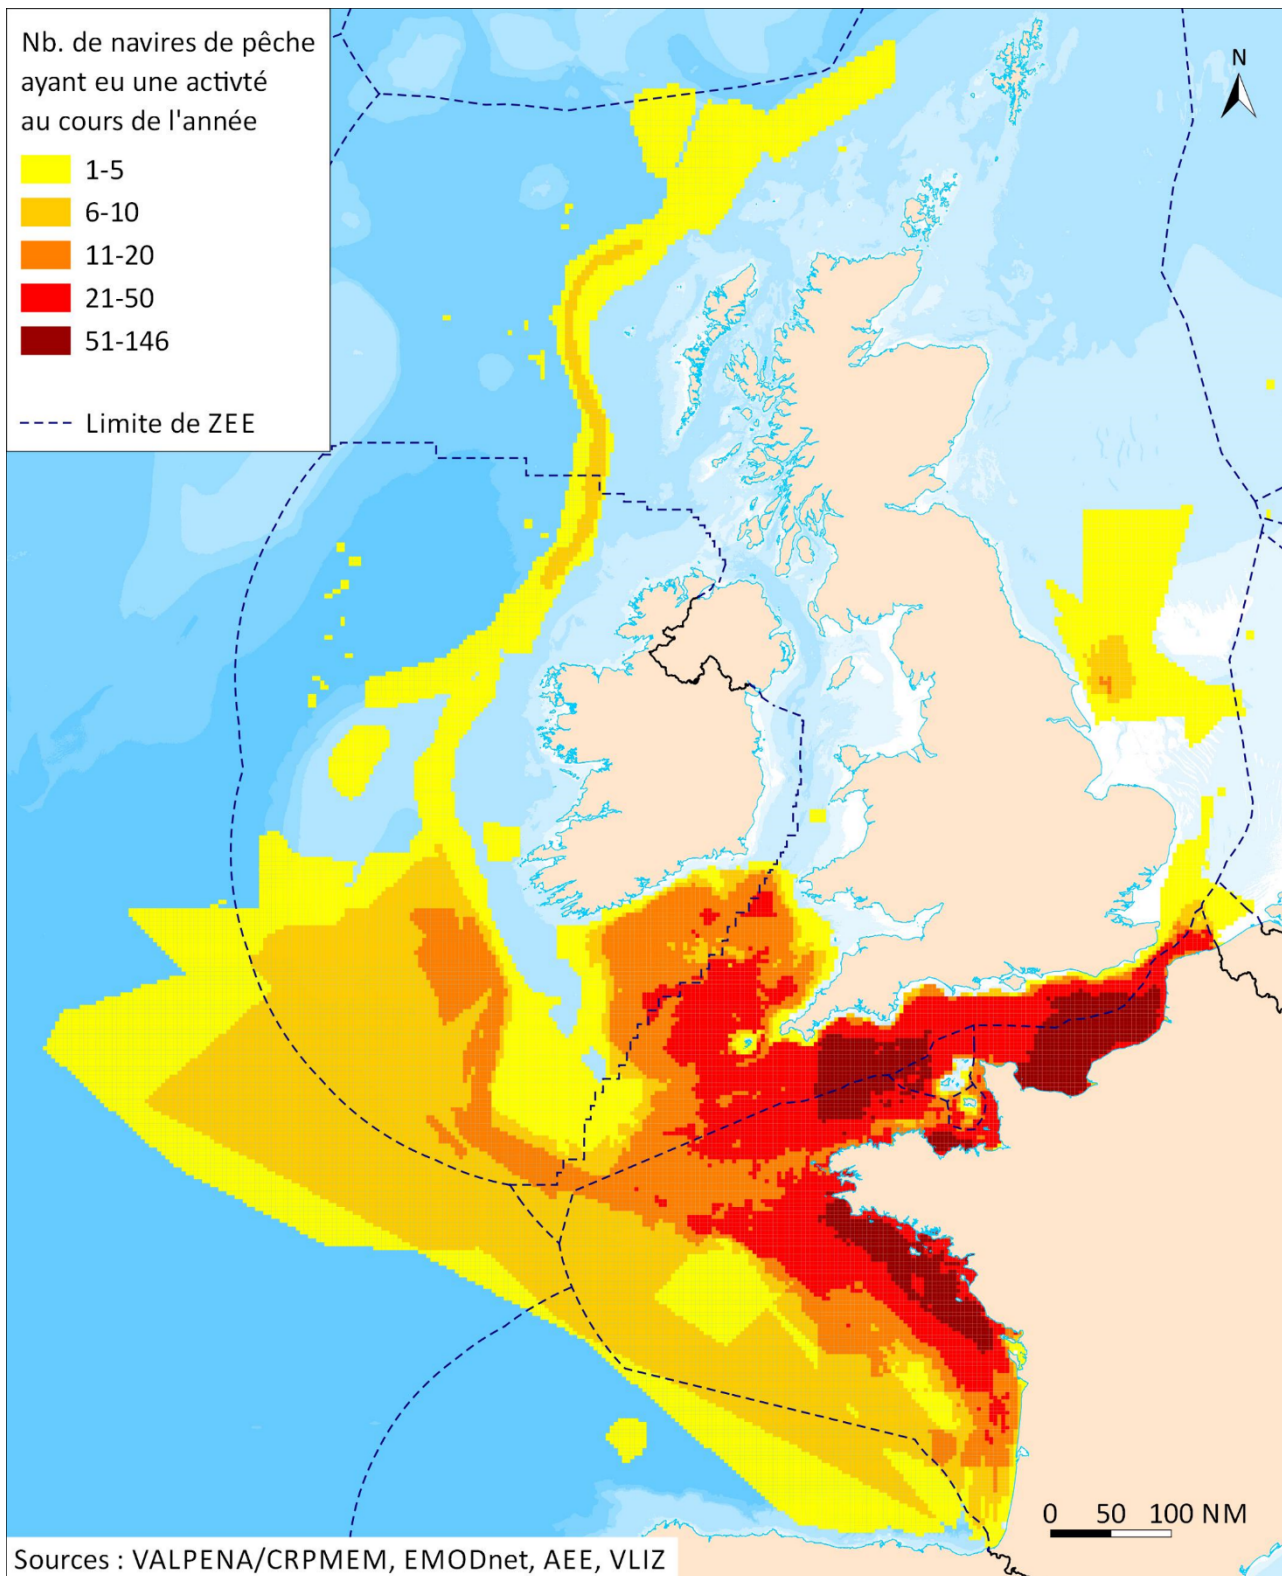 Nb. de navires de pêche
ayant eu une activté
au cours de l'année
1-5
6-10
11-20
21-50
51-146
Limite de ZEE
N
0 50 100 NM
Sources : VALPENA/CRPMEM, EMODnet, AEE, VLIZ